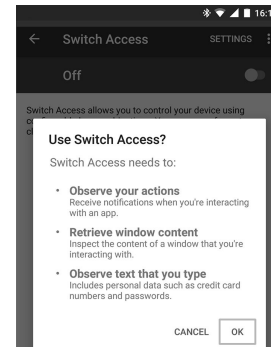 16:1
Switch Access SETTINGS
Off
Switch Access allows you to control your device using
Use Switch Access?
Switch Access needs to:
• Observe your actions
Receive notifications when you're interacting
with an app.
• Retrieve window content
Inspect the content of a window that you're
interacting with.
• Observe text that you type
Includes personal data such as credit card
numbers and passwords.
CANCEL OK